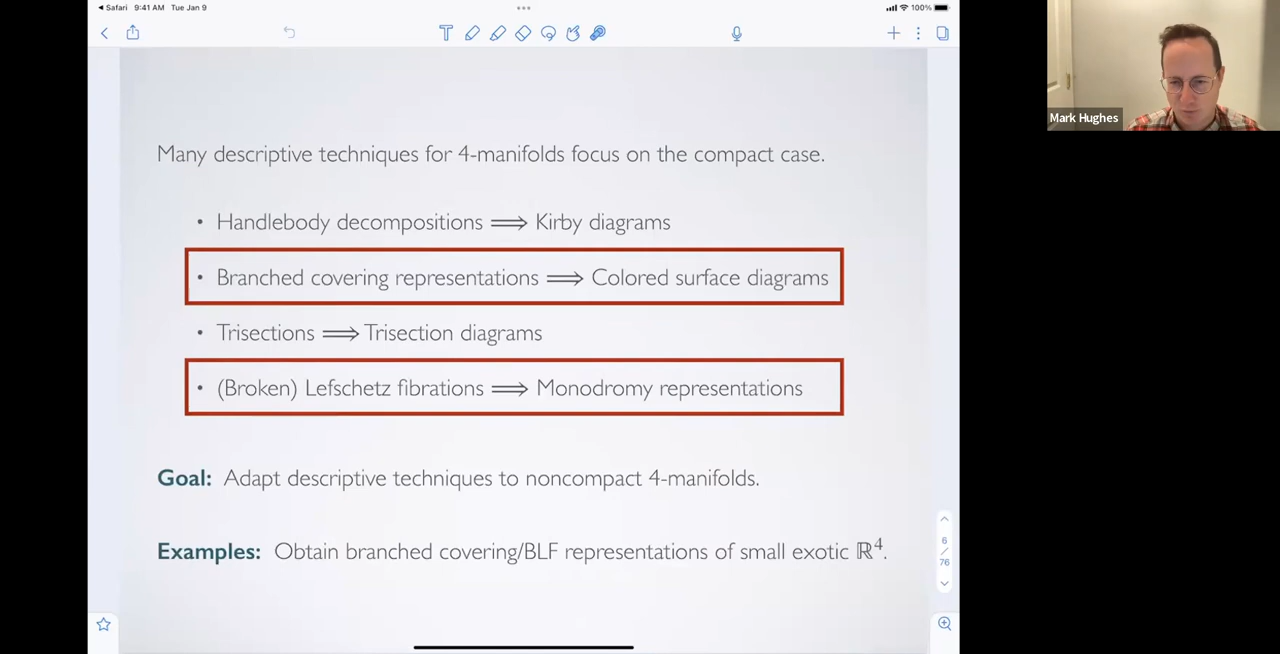 Safari 9:41 AM Tue Jan 9
100%
Many descriptive techniques for 4-manifolds focus on the compact case.
• Handlebody decompositions ⟹ Kirby diagrams
• Branched covering representations ⟹ Colored surface diagrams
• Trisections ⟹ Trisection diagrams
• (Broken) Lefschetz fibrations ⟹ Monodromy representations
Goal: Adapt descriptive techniques to noncompact 4-manifolds.
Examples: Obtain branched covering/BLF representations of small exotic ℝ⁴.
6
/
76
Mark Hughes